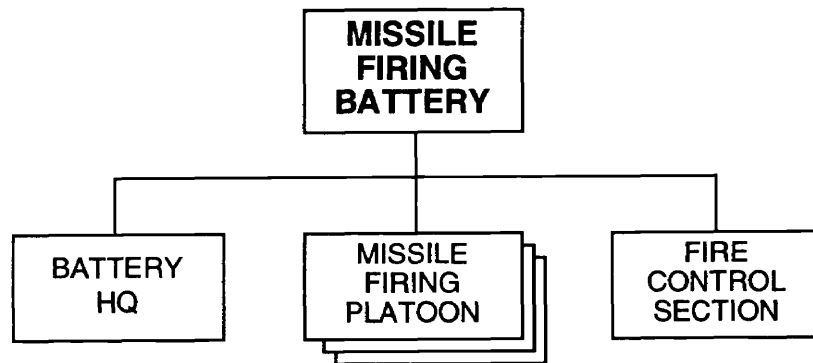 MISSILE
FIRING
BATTERY
BATTERY
HQ
MISSILE
FIRING
PLATOON
FIRE
CONTROL
SECTION